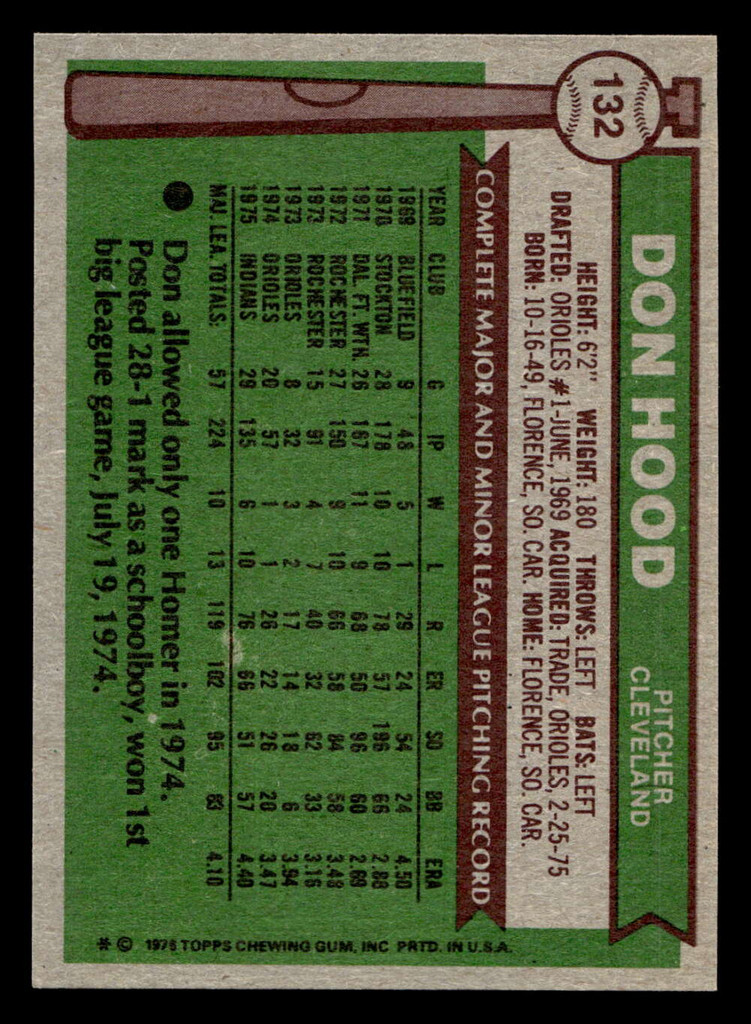 132
DON HOOD
PITCHER
CLEVELAND
HEIGHT: 6'2" WEIGHT: 180 THROWS: LEFT BATS: LEFT
DRAFTED: ORIOLES #1-JUNE, 1969 ACQUIRED: TRADE, ORIOLES, 2-25-75
BORN: 10-16-49, FLORENCE, SO. CAR. HOME: FLORENCE, SO. CAR.
COMPLETE MAJOR AND MINOR LEAGUE PITCHING RECORD
YEAR CLUB G IP W L R ER SO BB ERA
1969 BLUEFIELD 9 48 5 1 29 24 54 24 4.50
1970 STOCKTON 28 178 10 10 78 57 196 66 2.88
1971 DAL. FT. WTN. 26 167 11 9 68 50 96 60 2.69
1972 ROCHESTER 27 150 9 10 66 58 84 58 3.48
1973 ROCHESTER 15 91 4 7 40 32 62 33 3.16
1973 ORIOLES 8 32 3 2 17 14 18 6 3.94
1974 ORIOLES 20 57 1 1 26 22 26 20 3.47
1975 INDIANS 29 135 6 10 76 66 51 57 4.40
MAJ. LEA. TOTALS: 57 224 10 13 119 102 95 83 4.10
Don allowed only one Homer in 1974.
Posted 28-1 mark as a schoolboy, won 1st
big league game, July 19, 1974.
* © 1976 TOPPS CHEWING GUM, INC PRTD. IN U.S.A.